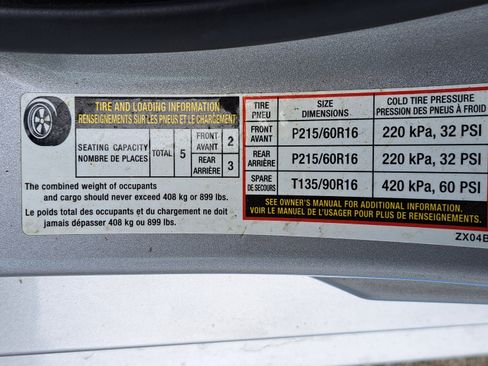 TIRE AND LOADING INFORMATION
RENSEIGNEMENTS SUR LES PNEUS ET LE CHARGEMENT
SEATING CAPACITY
NOMBRE DE PLACES
TOTAL 5
FRONT
AVANT 2
REAR
ARRIÈRE 3
The combined weight of occupants
and cargo should never exceed 408 kg or 899 lbs.
Le poids total des occupants et du chargement ne doit
jamais dépasser 408 kg ou 899 lbs.
TIRE
PNEU
SIZE
DIMENSIONS
COLD TIRE PRESSURE
PRESSION DES PNEUS À FROID
FRONT
AVANT
P215/60R16 220 kPa, 32 PSI
REAR
ARRIÈRE
P215/60R16 220 kPa, 32 PSI
SPARE
DE SECOURS
T135/90R16 420 kPa, 60 PSI
SEE OWNER'S MANUAL FOR ADDITIONAL INFORMATION.
VOIR LE MANUEL DE L'USAGER POUR PLUS DE RENSEIGNEMENTS.
ZX04B